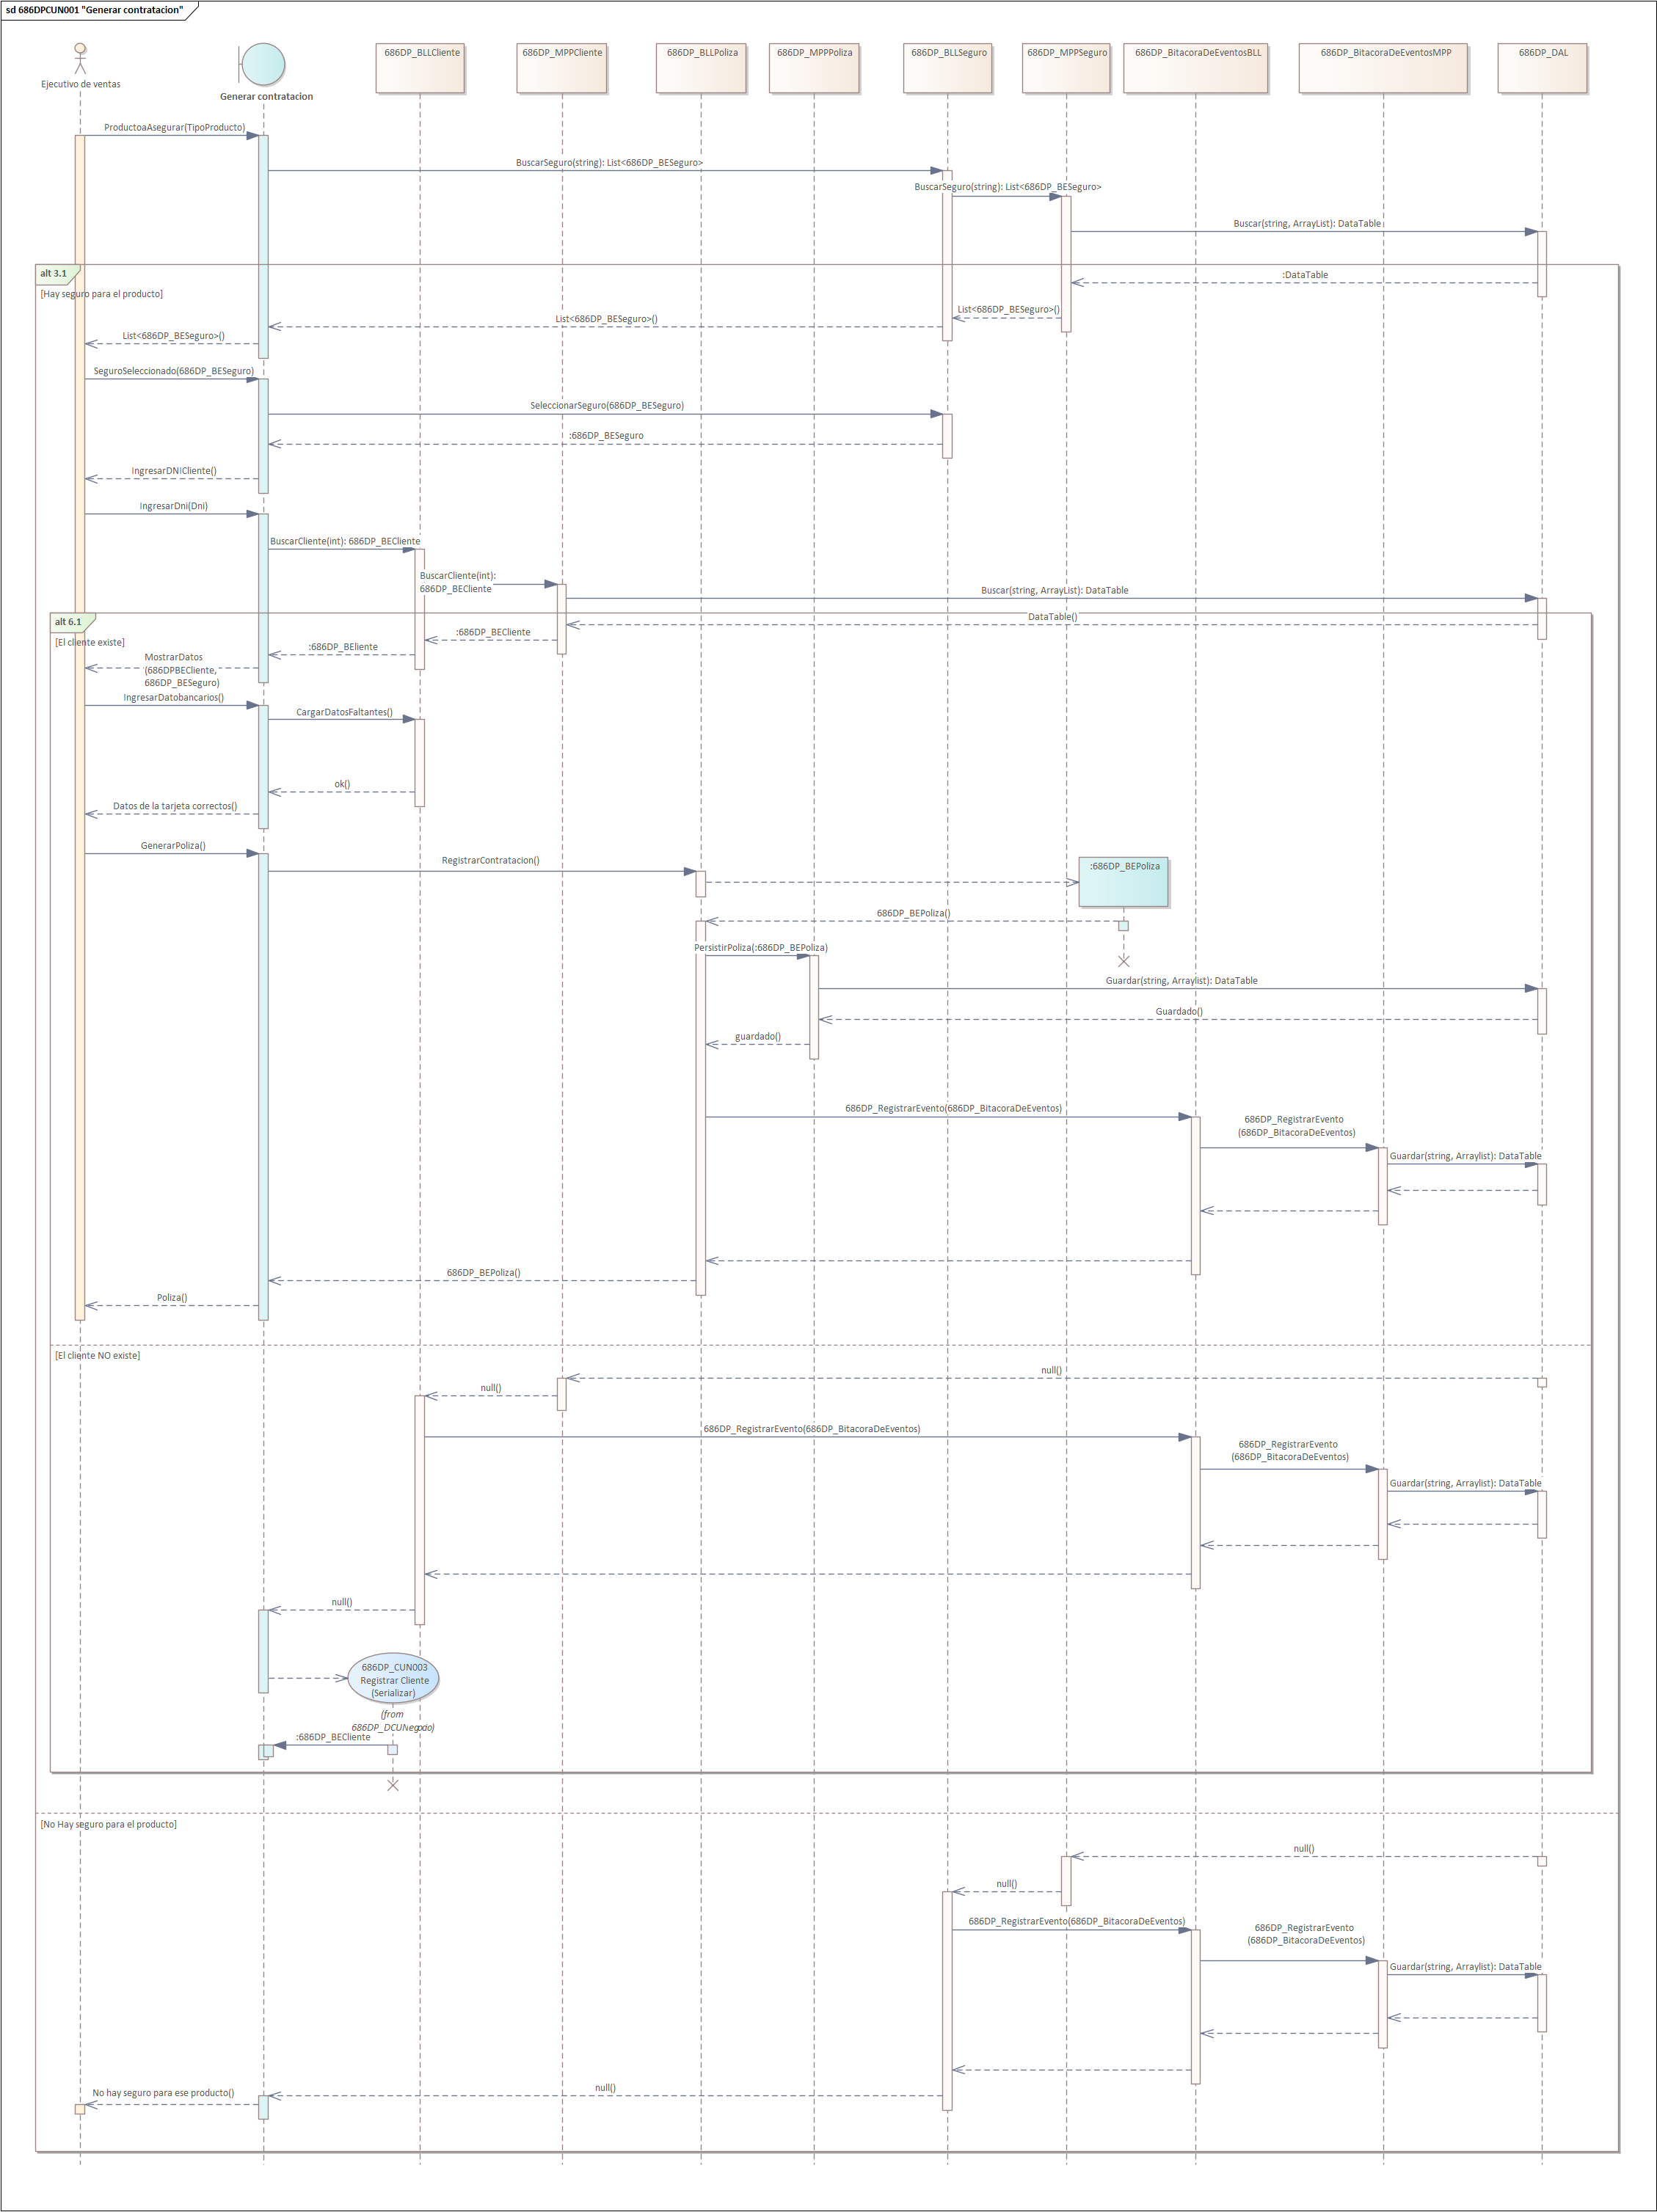 sd 686DPCUN001 "Generar contratacion"
Ejecutivo de ventas
Generar contratacion
686DP_BLLCliente
686DP_MPPCliente
686DP_BLLPoliza
686DP_MPPPoliza
686DP_BLLSeguro
686DP_MPPSeguro
686DP_BitacoraDeEventosBLL
686DP_BitacoraDeEventosMPP
686DP_DAL
ProductoaAsegurar(TipoProducto)
BuscarSeguro(string): List<686DP_BESeguro>
BuscarSeguro(string): List<686DP_BESeguro>
Buscar(string, ArrayList): DataTable
alt 3.1
[Hay seguro para el producto]
:DataTable
List<686DP_BESeguro>()
List<686DP_BESeguro>()
List<686DP_BESeguro>()
SeguroSeleccionado(686DP_BESeguro)
SeleccionarSeguro(686DP_BESeguro)
:686DP_BESeguro
IngresarDNICliente()
IngresarDni(Dni)
BuscarCliente(int): 686DP_BECliente
BuscarCliente(int):
686DP_BECliente
Buscar(string, ArrayList): DataTable
alt 6.1
[El cliente existe]
DataTable()
:686DP_BECliente
:686DP_BEliente
MostrarDatos
(686DPBECliente,
686DP_BESeguro)
IngresarDatobancarios()
CargarDatosFaltantes()
ok()
Datos de la tarjeta correctos()
GenerarPoliza()
RegistrarContratacion()
:686DP_BEPoliza
686DP_BEPoliza()
PersistirPoliza(:686DP_BEPoliza)
Guardar(string, Arraylist): DataTable
Guardado()
guardado()
686DP_RegistrarEvento(686DP_BitacoraDeEventos)
686DP_RegistrarEvento
(686DP_BitacoraDeEventos)
Guardar(string, Arraylist): DataTable
686DP_BEPoliza()
Poliza()
[El cliente NO existe]
null()
null()
686DP_RegistrarEvento(686DP_BitacoraDeEventos)
686DP_RegistrarEvento
(686DP_BitacoraDeEventos)
Guardar(string, Arraylist): DataTable
null()
686DP_CUN003
Registrar Cliente
(Serializar)
(from
686DP_DCUNegodo)
:686DP_BECliente
[No Hay seguro para el producto]
null()
null()
686DP_RegistrarEvento(686DP_BitacoraDeEventos)
686DP_RegistrarEvento
(686DP_BitacoraDeEventos)
Guardar(string, Arraylist): DataTable
null()
No hay seguro para ese producto()